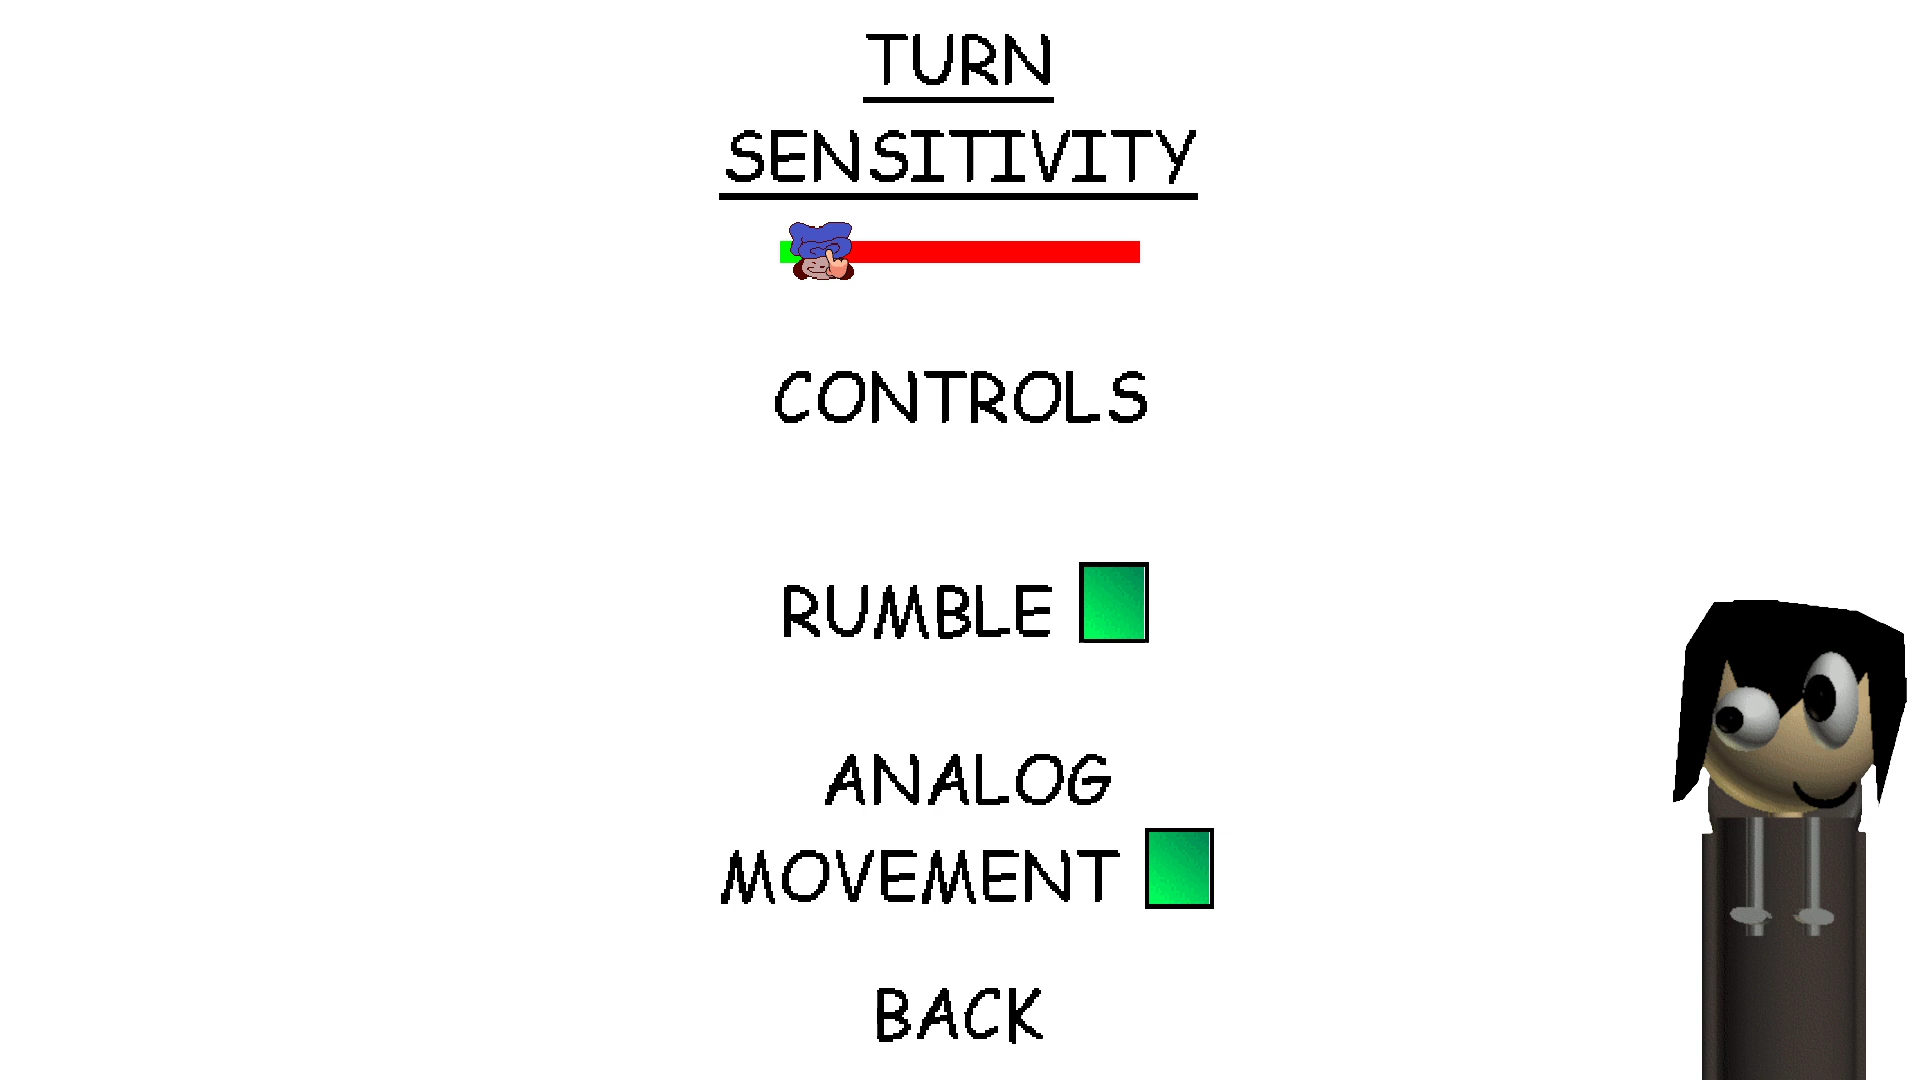 TURN
SENSITIVITY
CONTROLS
RUMBLE
ANALOG
MOVEMENT
BACK